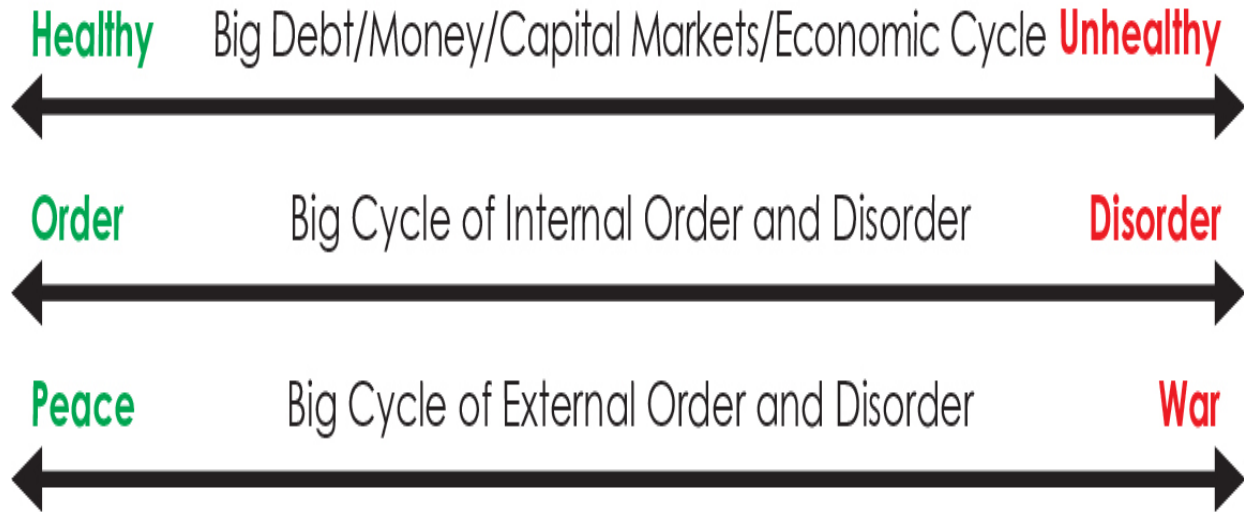 Healthy Big Debt/Money/Capital Markets/Economic Cycle Unhealthy
Order Big Cycle of Internal Order and Disorder Disorder
Peace Big Cycle of External Order and Disorder War